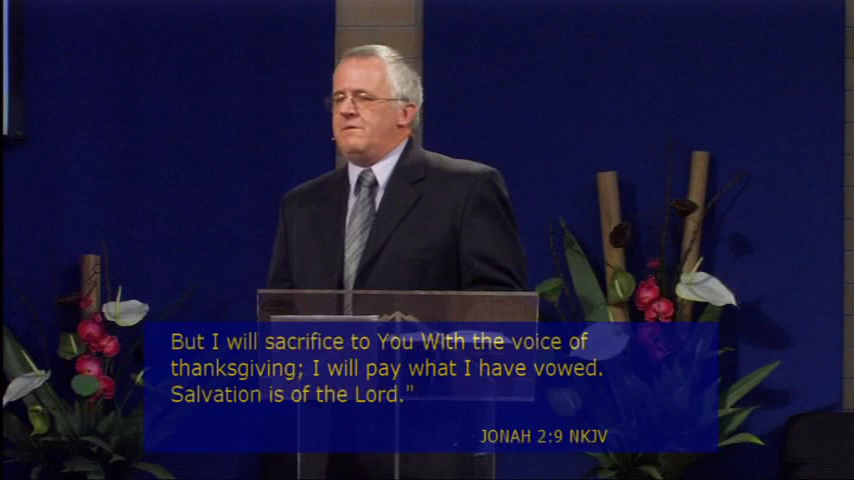 But I will sacrifice to You With the voice of
thanksgiving; I will pay what I have vowed.
Salvation is of the Lord."
JONAH 2:9 NKJV